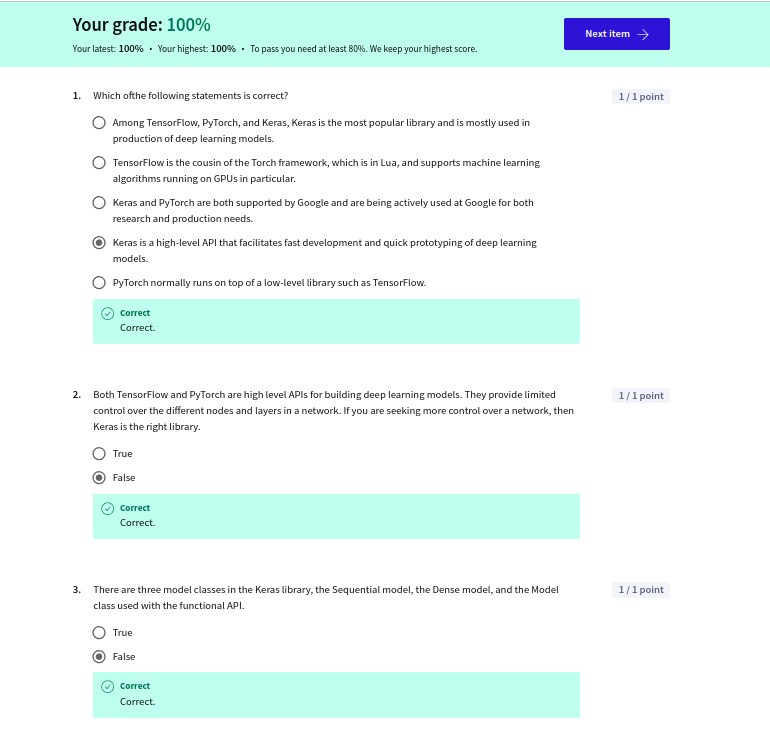 Your grade: 100%
Your latest: 100% • Your highest: 100% • To pass you need at least 80%. We keep your highest score.
Next item
1. Which ofthe following statements is correct?
1 / 1 point
Among TensorFlow, PyTorch, and Keras, Keras is the most popular library and is mostly used in
production of deep learning models.
TensorFlow is the cousin of the Torch framework, which is in Lua, and supports machine learning
algorithms running on GPUs in particular.
Keras and PyTorch are both supported by Google and are being actively used at Google for both
research and production needs.
Keras is a high-level API that facilitates fast development and quick prototyping of deep learning
models.
PyTorch normally runs on top of a low-level library such as TensorFlow.
Correct
Correct.
2. Both TensorFlow and PyTorch are high level APIs for building deep learning models. They provide limited
control over the different nodes and layers in a network. If you are seeking more control over a network, then
Keras is the right library.
1 / 1 point
True
False
Correct
Correct.
3. There are three model classes in the Keras library, the Sequential model, the Dense model, and the Model
class used with the functional API.
1 / 1 point
True
False
Correct
Correct.